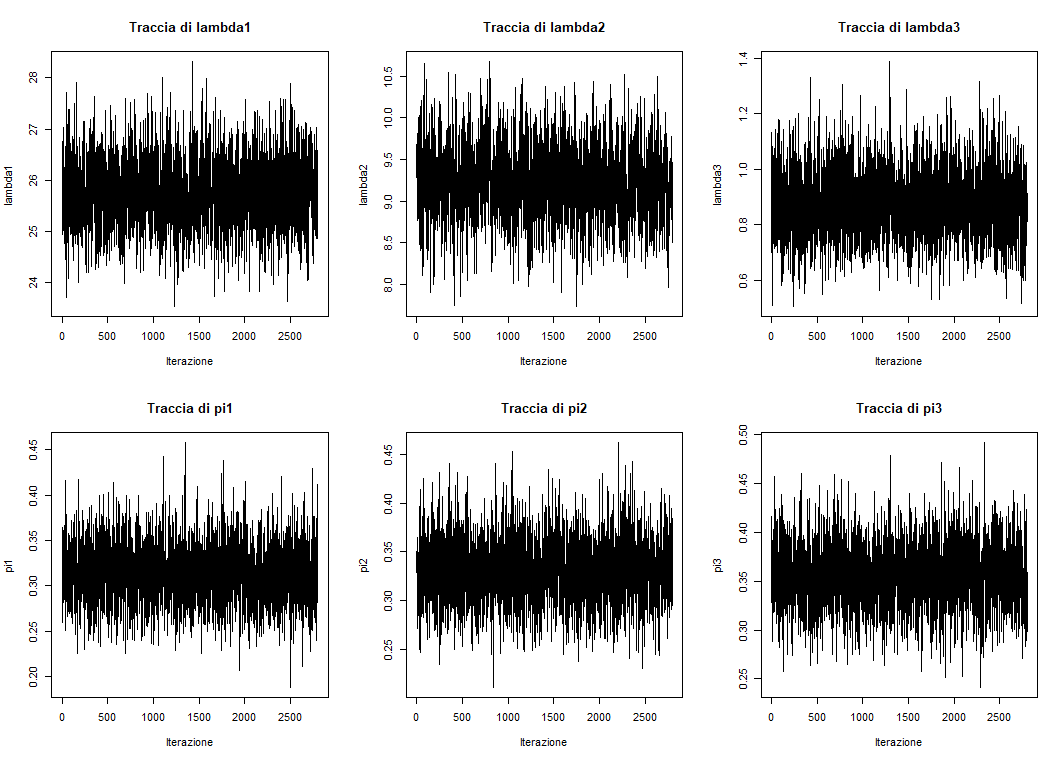 Traccia di lambda1
Traccia di lambda2
Traccia di lambda3
lambda1
24 25 26 27 28
0 500 1000 1500 2000 2500
Iterazione
lambda2
8.0 8.5 9.0 9.5 10.0 10.5
0 500 1000 1500 2000 2500
Iterazione
lambda3
0.6 0.8 1.0 1.2 1.4
0 500 1000 1500 2000 2500
Iterazione
Traccia di pi1
Traccia di pi2
Traccia di pi3
pi1
0.20 0.25 0.30 0.35 0.40 0.45
0 500 1000 1500 2000 2500
Iterazione
pi2
0.25 0.30 0.35 0.40 0.45
0 500 1000 1500 2000 2500
Iterazione
pi3
0.25 0.30 0.35 0.40 0.45 0.50
0 500 1000 1500 2000 2500
Iterazione